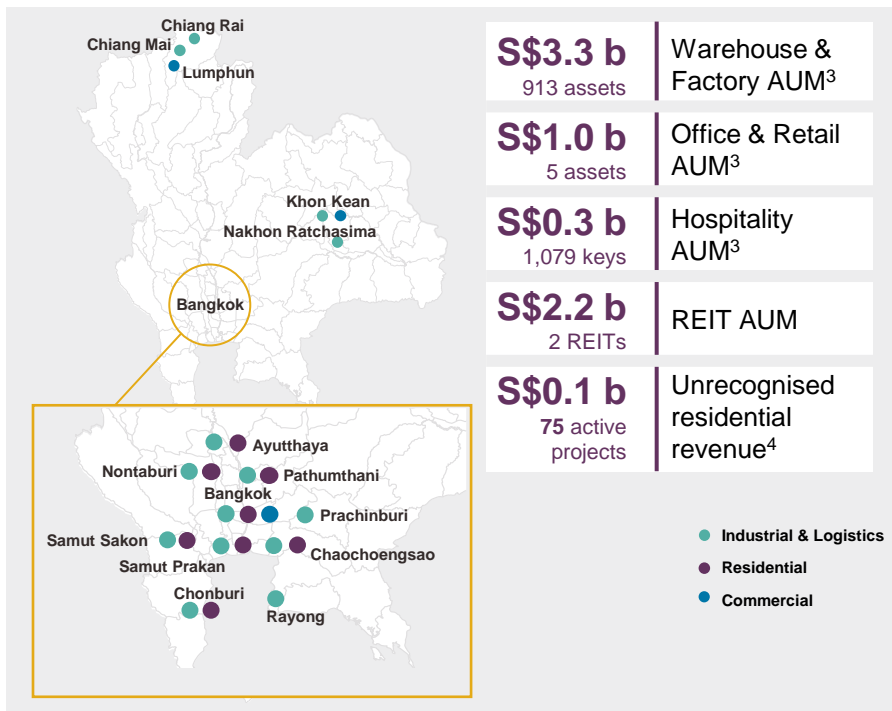 Chiang Rai
Chiang Mai
Lumphun
Khon Kean
Nakhon Ratchasima
Bangkok
Ayutthaya
Nontaburi
Pathumthani
Bangkok
Prachinburi
Samut Sakon
Chaochoengsao
Samut Prakan
Chonburi
Rayong
S$3.3 b
913 assets
Warehouse &
Factory AUM³
S$1.0 b
5 assets
Office & Retail
AUM³
S$0.3 b
1,079 keys
Hospitality
AUM³
S$2.2 b
2 REITs
REIT AUM
S$0.1 b
75 active
projects
Unrecognised
residential
revenue⁴
Industrial & Logistics
Residential
Commercial